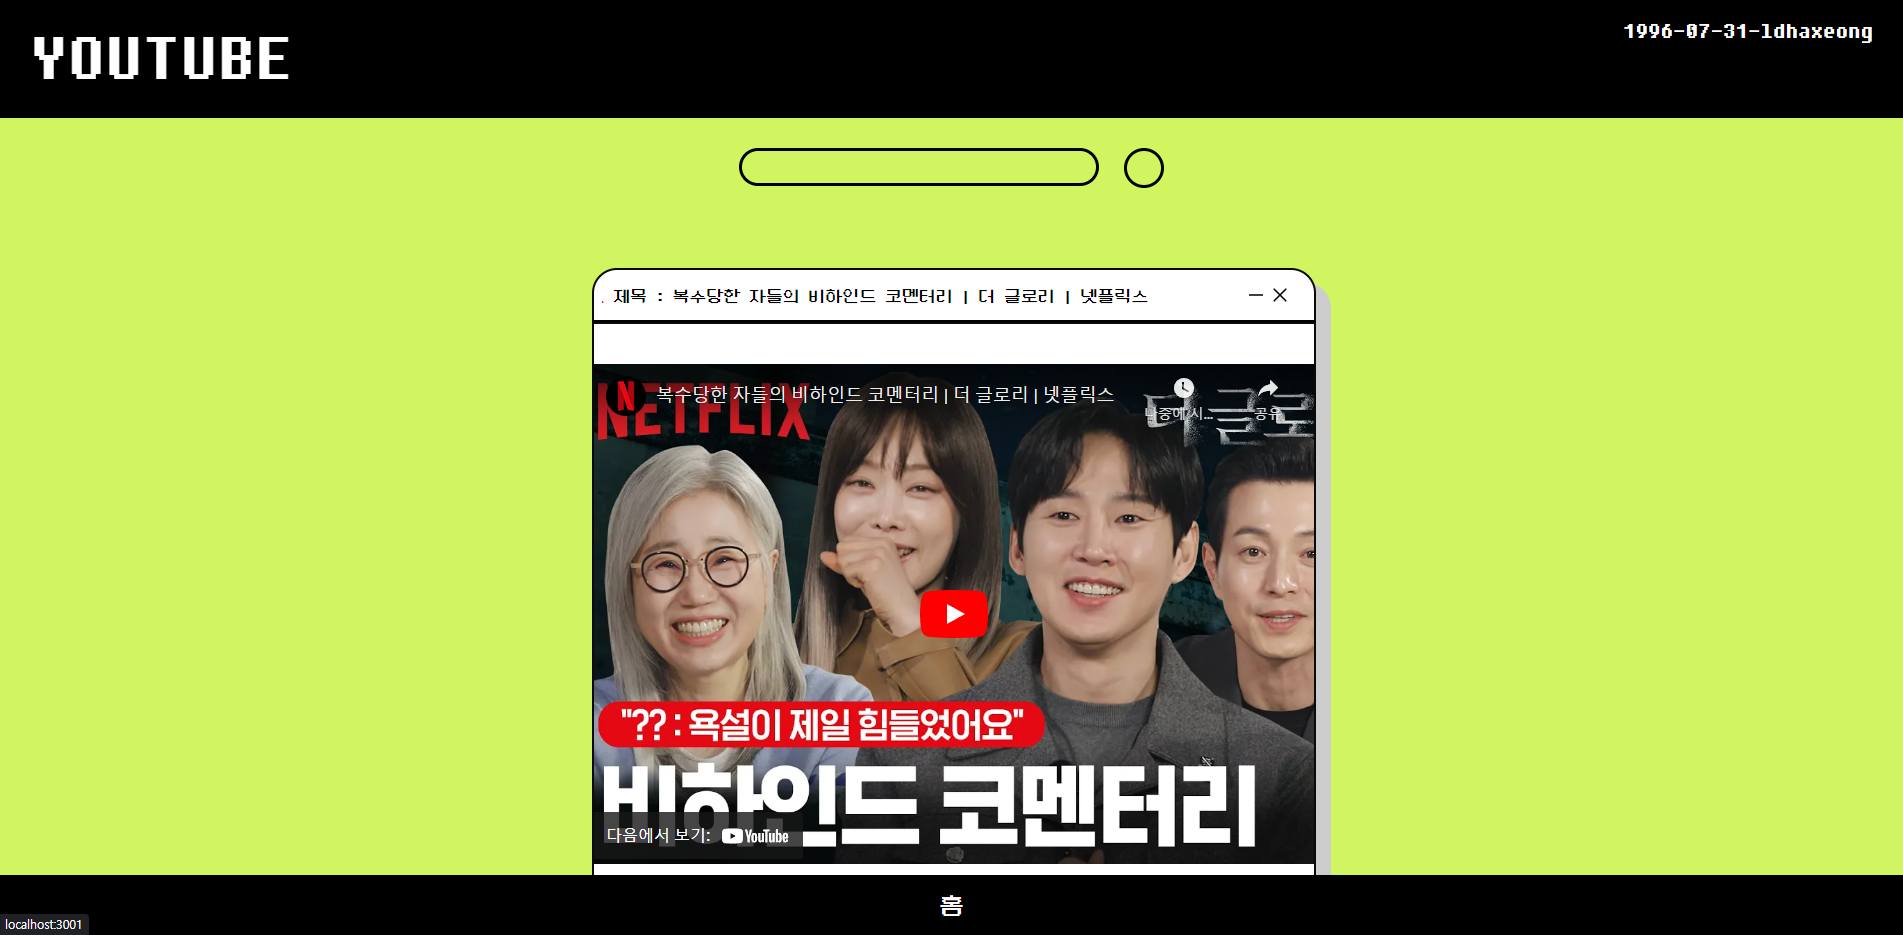 YOUTUBE
1996-07-31-ldhaxeong
. 제목 : 복수당한 자들의 비하인드 코멘터리 | 더 글로리 | 넷플릭스
N 복수당한 자들의 비하인드 코멘터리 | 더 글로리 | 넷플릭스
나중에 시... 공유
NETFLIX
더 글로
"?? : 욕설이 제일 힘들었어요"
비하인드 코멘터리
다음에서 보기: YouTube
홈
localhost:3001